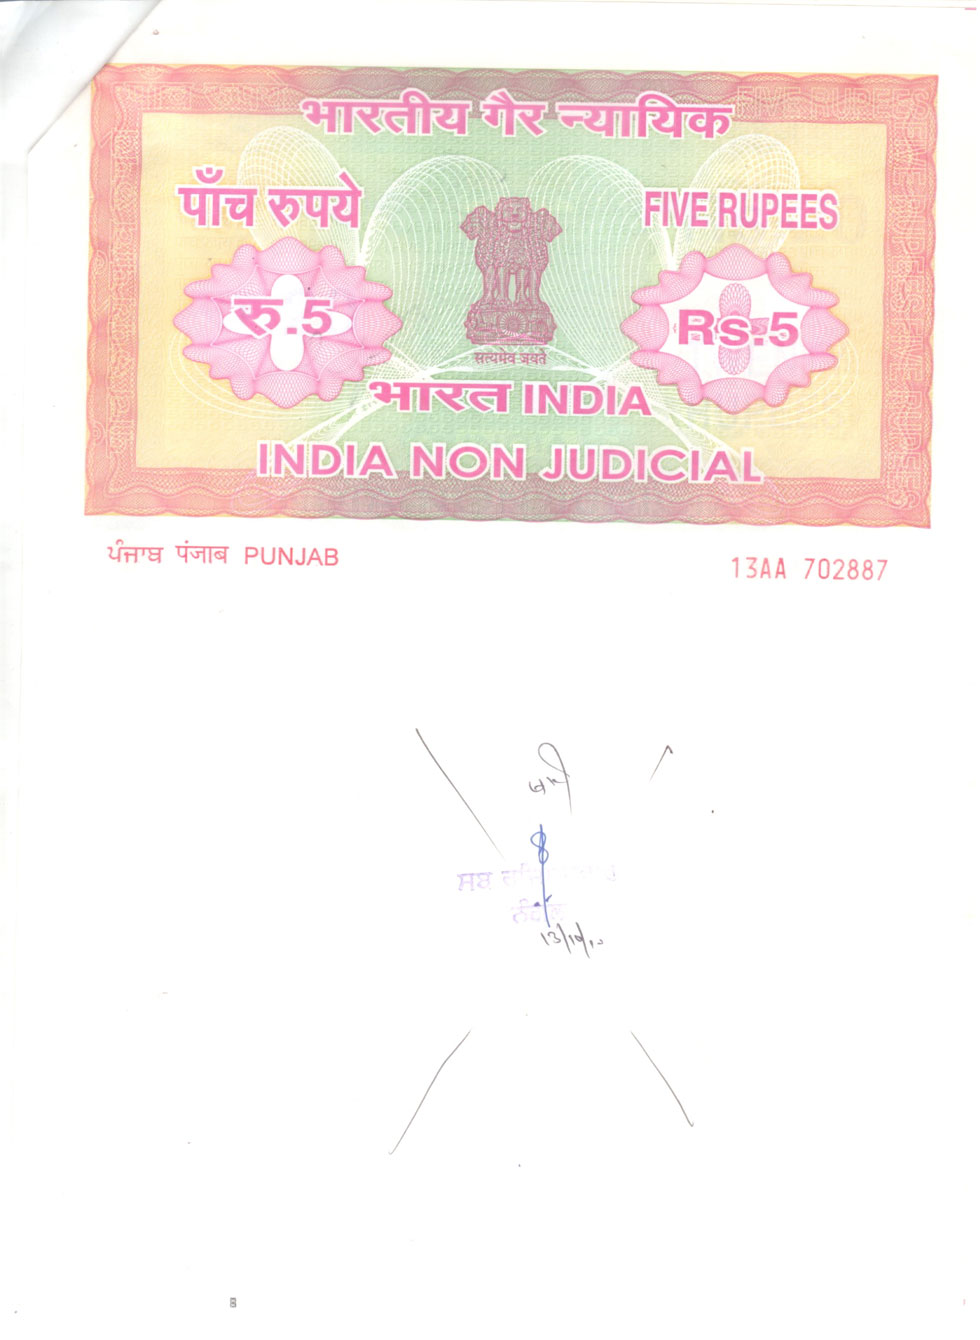 भारतीय गैर न्यायिक
पाँच रुपये
FIVE RUPEES
रु.5
Rs.5
सत्यमेव जयते
भारत INDIA
INDIA NON JUDICIAL
ਪੰਜਾਬ पंजाब PUNJAB
13AA 702887
ਸਬ
13/10/10